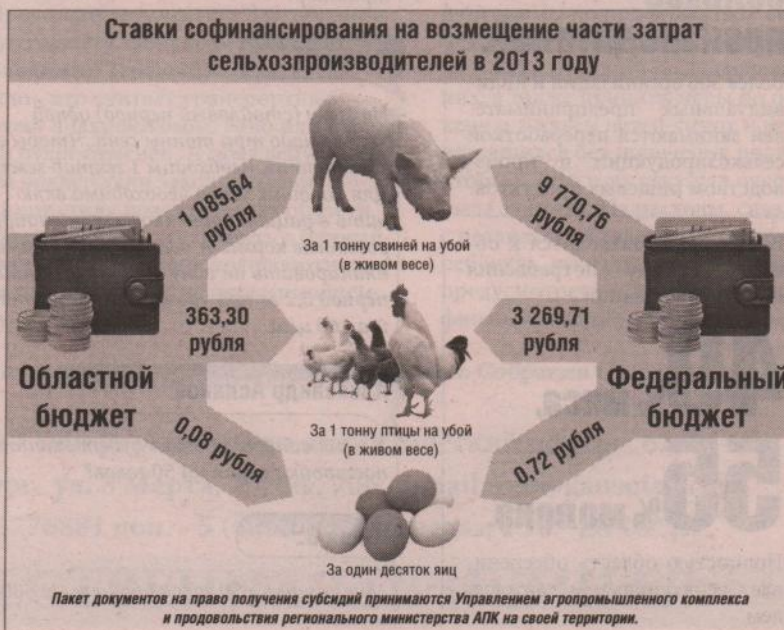 Ставки софинансирования на возмещение части затрат
сельхозпроизводителей в 2013 году
1 085,64
рубля
9 770,76
рубля
За 1 тонну свиней на убой
(в живом весе)
363,30
рубля
3 269,71
рубля
Областной
бюджет
Федеральный
бюджет
За 1 тонну птицы на убой
(в живом весе)
0,08 рубля
0,72 рубля
За один десяток яиц
Пакет документов на право получения субсидий принимаются Управлением агропромышленного комплекса
и продовольствия регионального министерства АПК на своей территории.